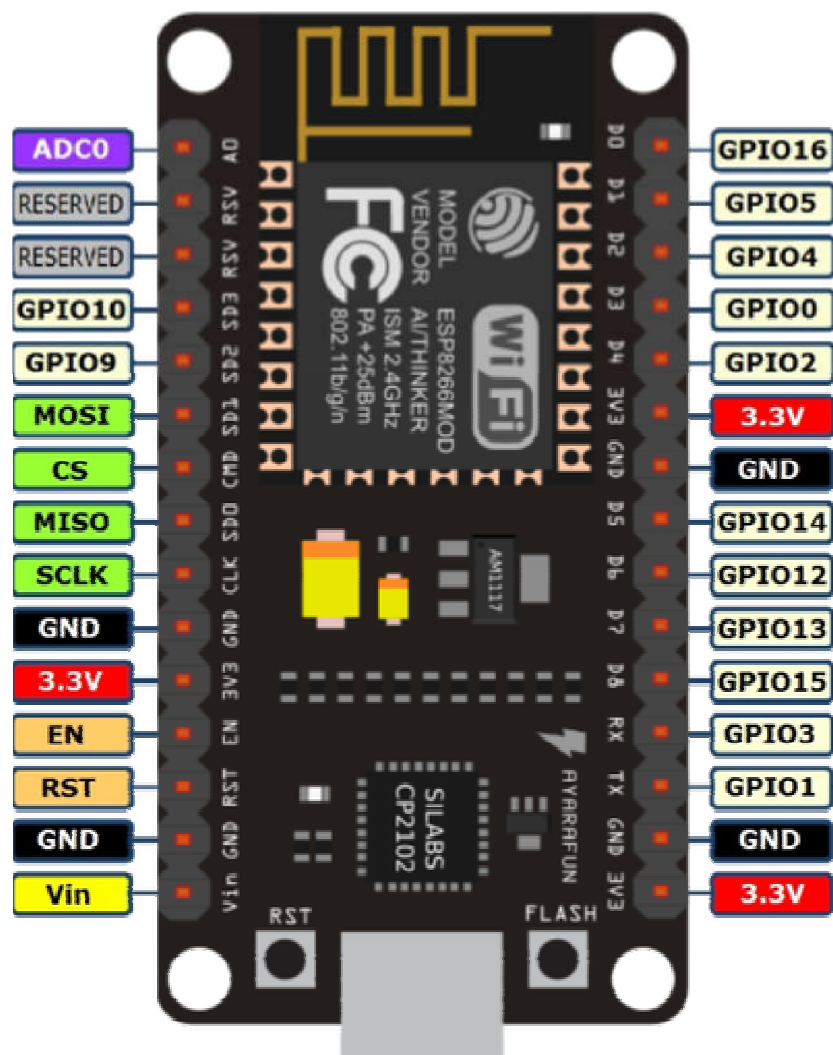 ADC0
RESERVED
RESERVED
GPIO10
GPIO9
MOSI
CS
MISO
SCLK
GND
3.3V
EN
RST
GND
Vin
A0
RSV
RSV
SD3
SD2
SD1
CMD
SD0
CLK
GND
3V3
EN
RST
GND
Vin
MODEL
VENDOR
FC
ESP8266MOD
AI/THINKER
ISM 2.4GHz
PA +25dBm
802.11b/g/n
Wi Fi
AM1117
SILABS
CP2102
AYARAFUN
RST
FLASH
D0
D1
D2
D3
D4
3V3
GND
D5
D6
D7
D8
RX
TX
GND
3V3
GPIO16
GPIO5
GPIO4
GPIO0
GPIO2
3.3V
GND
GPIO14
GPIO12
GPIO13
GPIO15
GPIO3
GPIO1
GND
3.3V